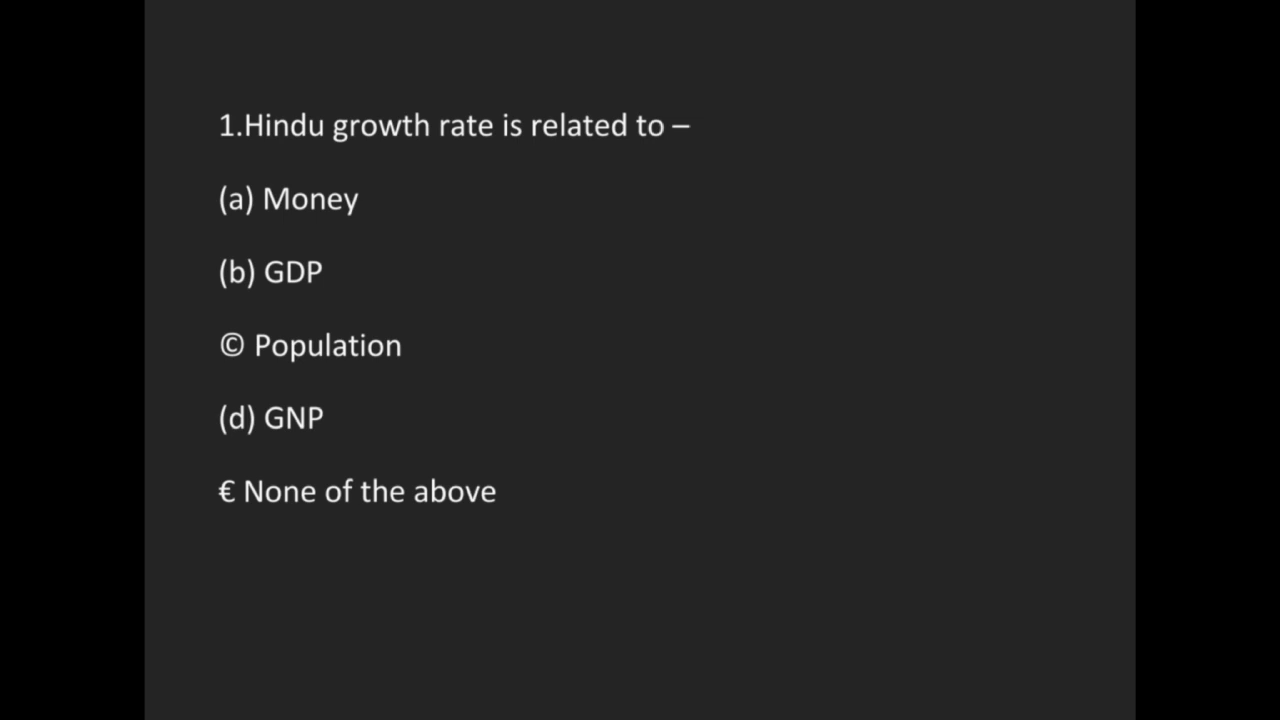 1.Hindu growth rate is related to –
(a) Money
(b) GDP
© Population
(d) GNP
€ None of the above